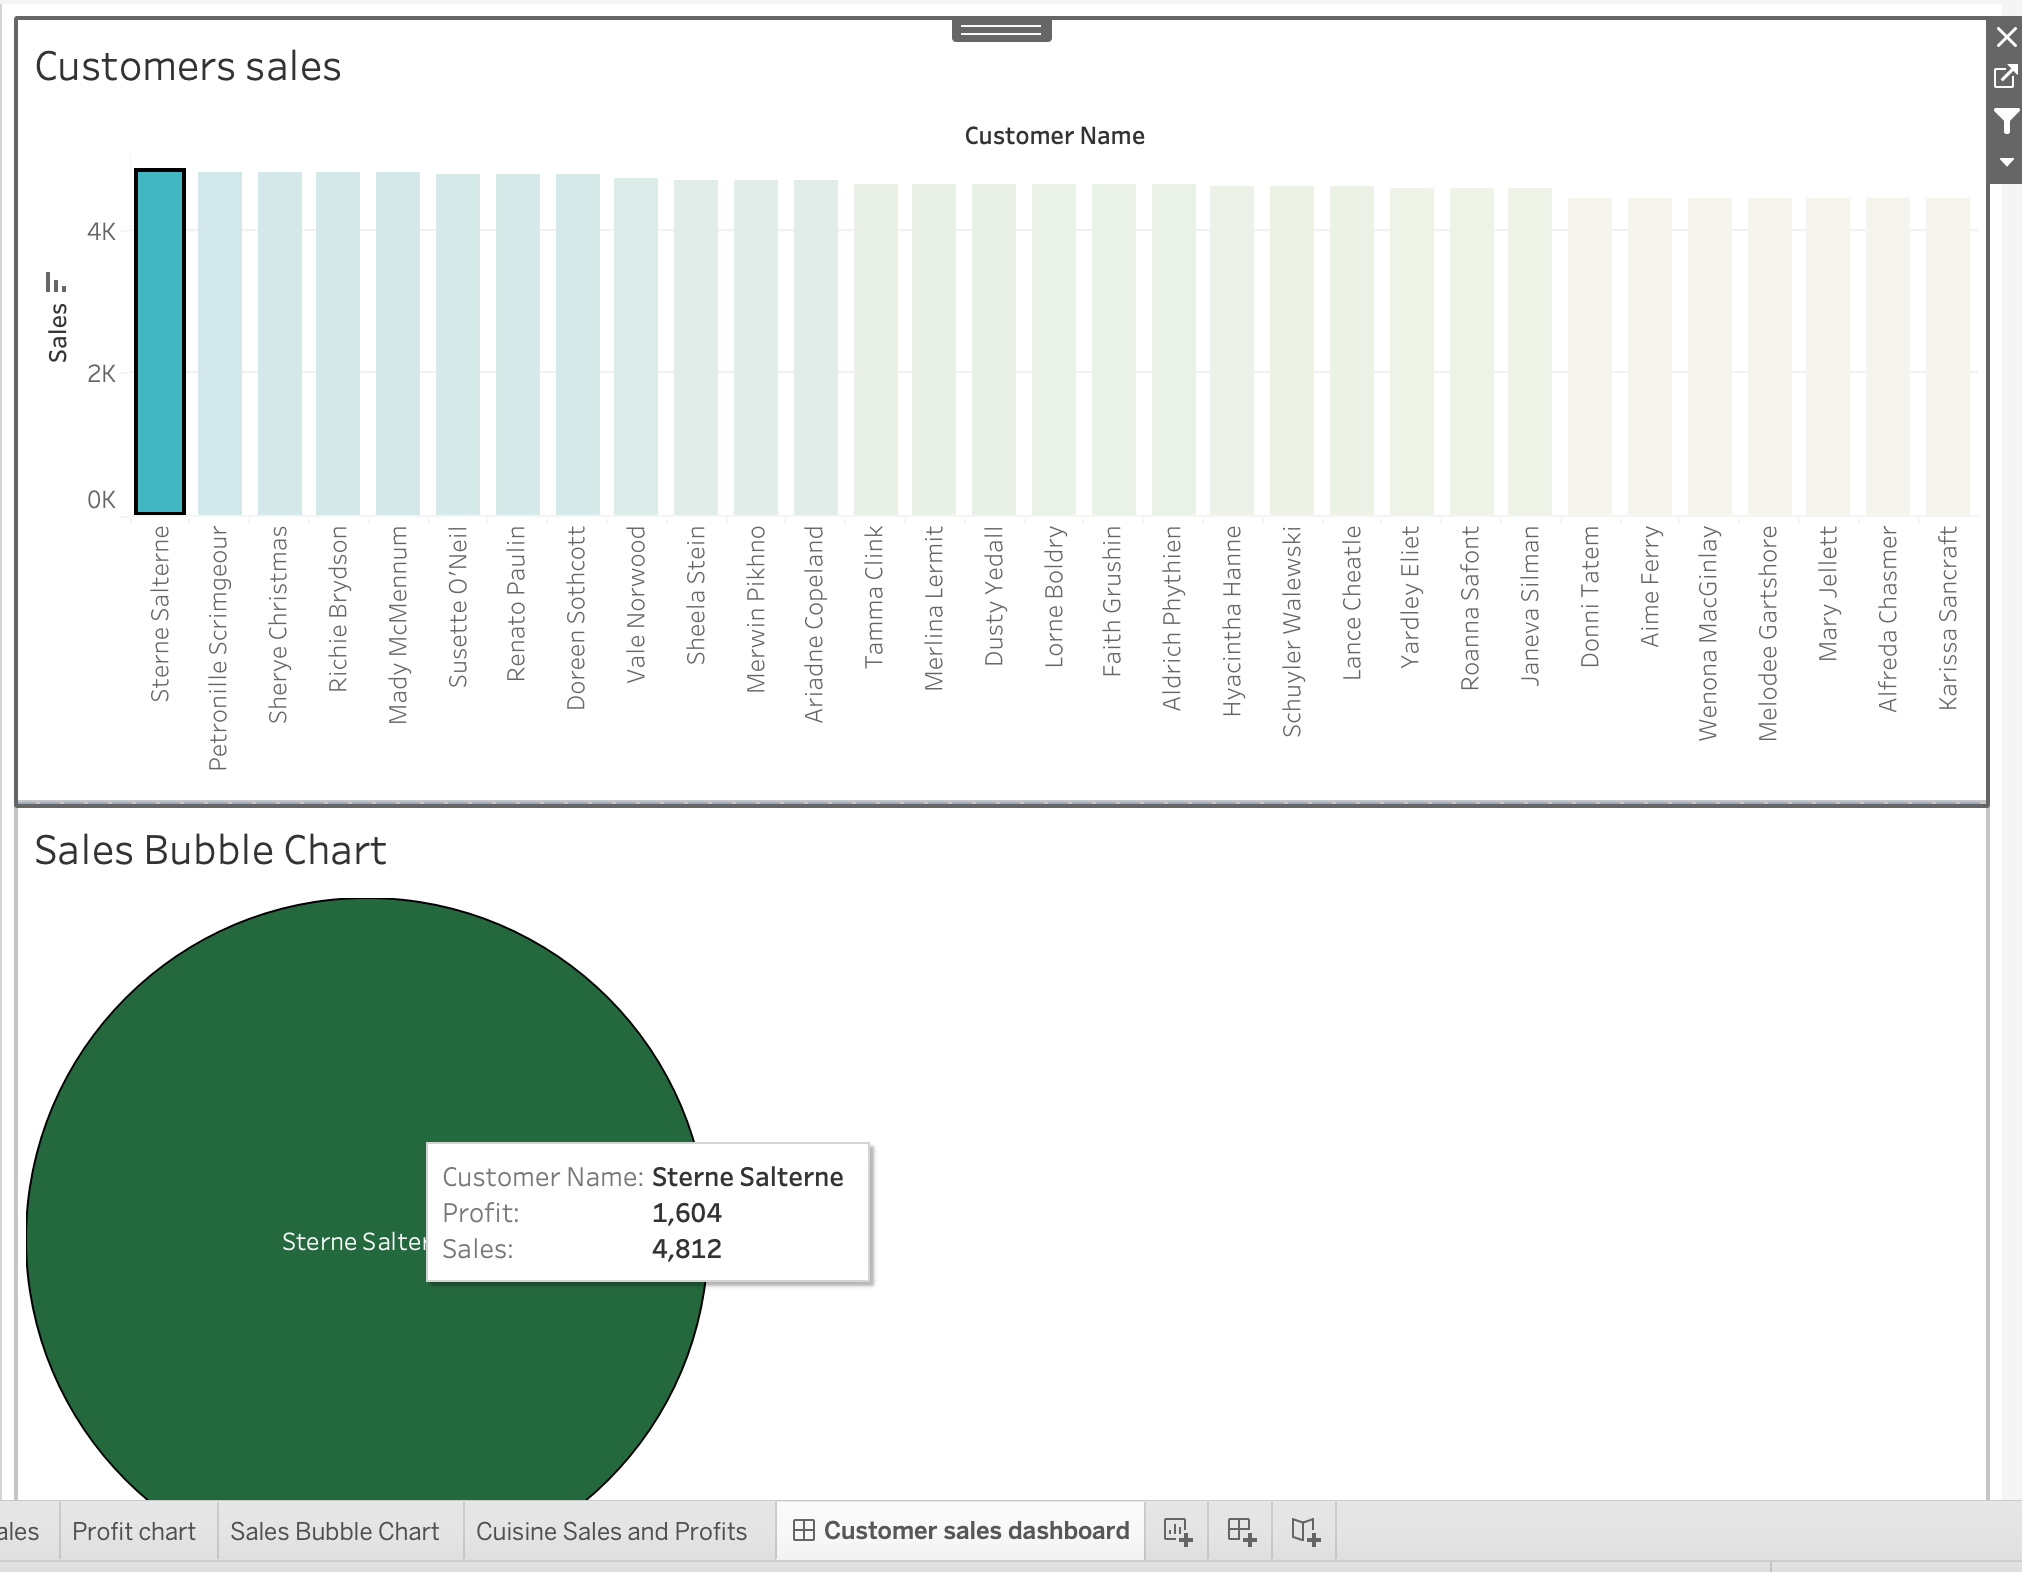 Customers sales
Customer Name
Sales
4K
2K
0K
Sterne Salterne
Petronille Scrimgeour
Sherye Christmas
Richie Brydson
Mady McMennum
Susette O'Neil
Renato Paulin
Doreen Sothcott
Vale Norwood
Sheela Stein
Merwin Pikhno
Ariadne Copeland
Tamma Clink
Merlina Lermit
Dusty Yedall
Lorne Boldry
Faith Grushin
Aldrich Phythien
Hyacintha Hanne
Schuyler Walewski
Lance Cheatle
Yardley Eliet
Roanna Safont
Janeva Silman
Donni Tatem
Aime Ferry
Wenona MacGinlay
Melodee Gartshore
Mary Jellett
Alfreda Chasmer
Karissa Sancraft
Sales Bubble Chart
Sterne Salter
Customer Name: Sterne Salterne
Profit: 1,604
Sales: 4,812
ales Profit chart Sales Bubble Chart Cuisine Sales and Profits Customer sales dashboard